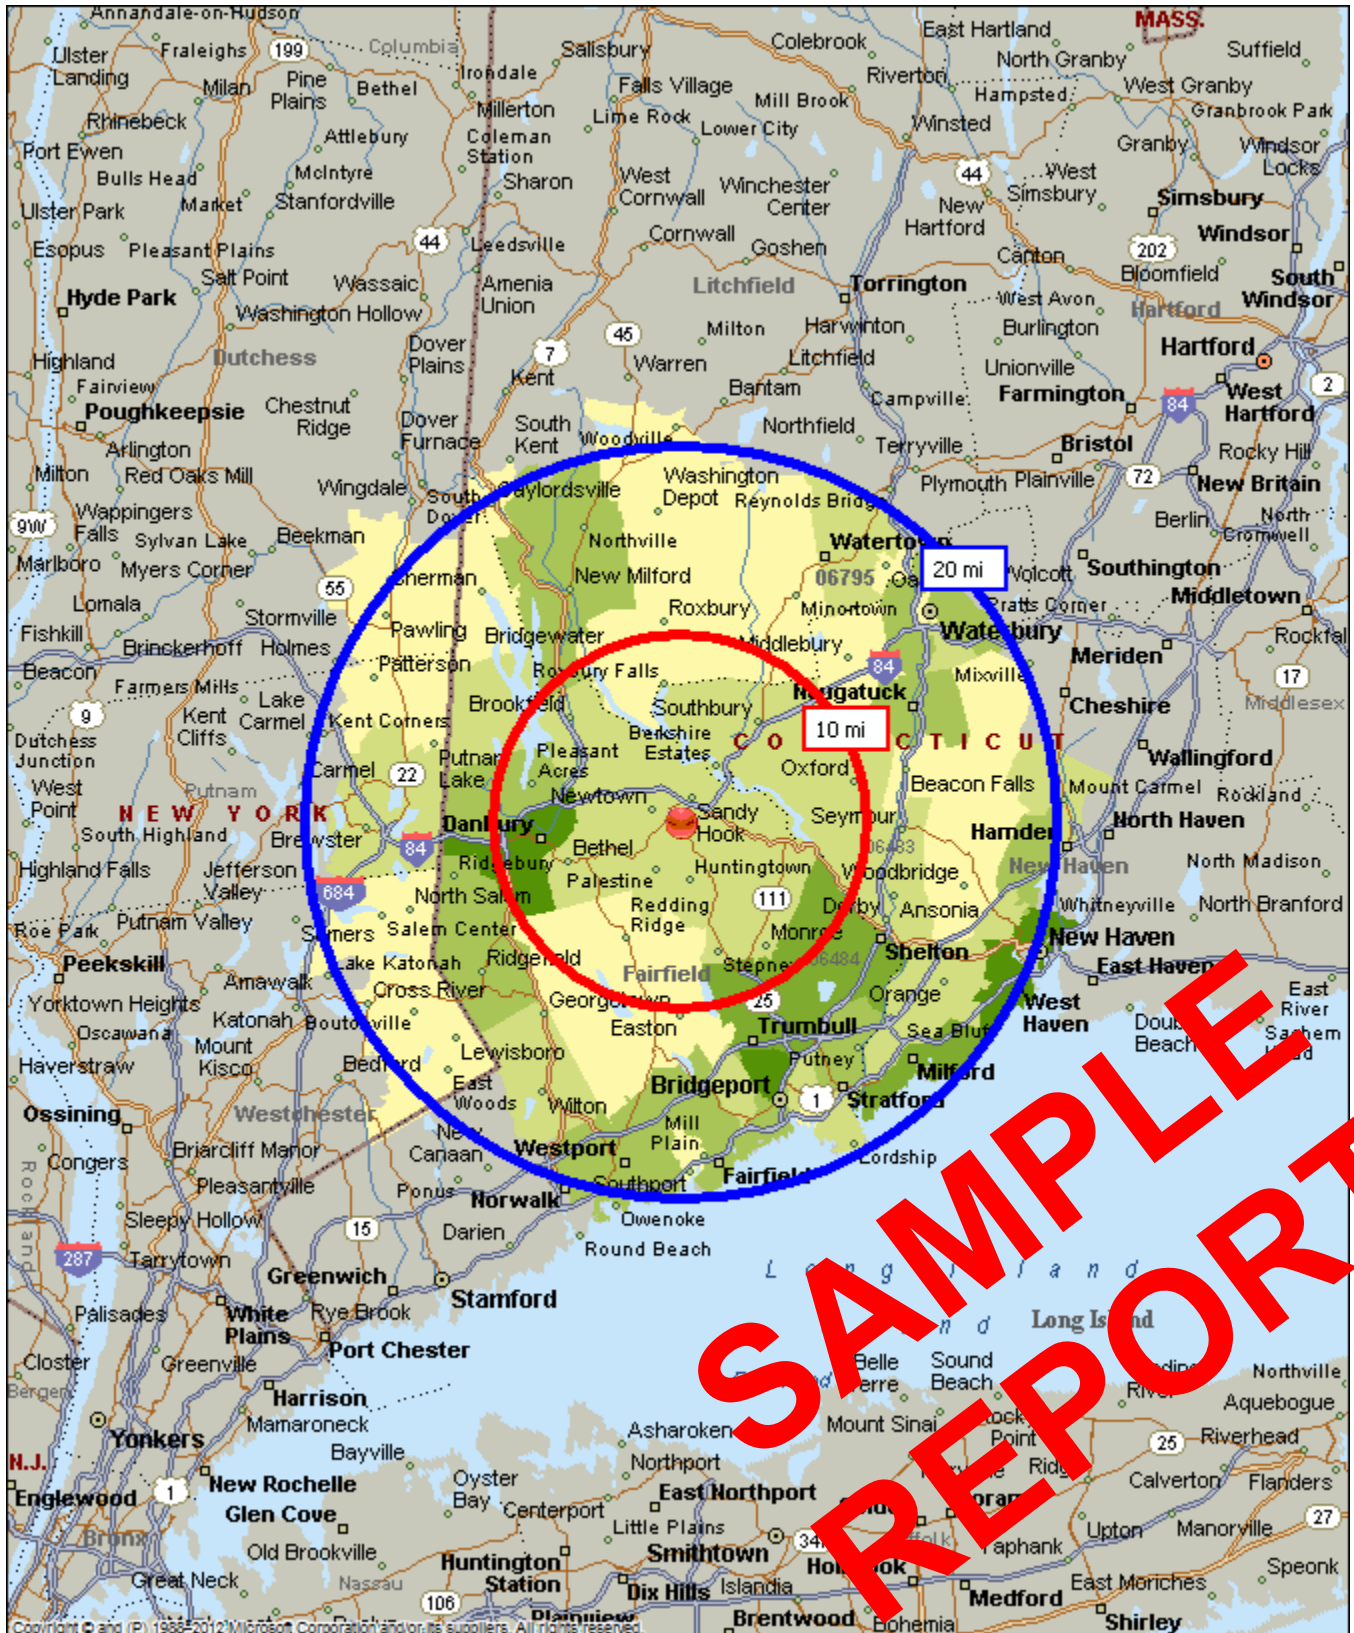 Annandale-on-Hudson
Ulster
Landing
Fraleighs
199
Columbia
Salisbury
Colebrook
East Hartland
MASS.
Suffield
North Granby
Milan
Pine
Plains
Bethel
Irondale
Falls Village
Riverton
Hampsted
West Granby
Millerton
Lime Rock
Mill Brook
Granbrook Park
Rhinebeck
Attlebury
Coleman
Station
Lower City
Winsted
Granby
Windsor
Locks
Port Ewen
Bulls Head
McIntyre
Sharon
West
Cornwall
Winchester
Center
44
West
Simsbury
Simsbury
Ulster Park
Market
Stanfordville
New
Hartford
Windsor
Esopus
Pleasant Plains
44
Leedsville
Cornwall
Goshen
Canton
202
Bloomfield
South
Windsor
Salt Point
Wassaic
Amenia
Union
Litchfield
Torrington
West Avon
Hartford
Hyde Park
Washington Hollow
45
Milton
Harwinton
Burlington
Highland
Dutchess
Dover
Plains
7
Warren
Litchfield
Unionville
Hartford
Fairview
Kent
Bantam
Campville
Farmington
84
West
Hartford
2
Poughkeepsie
Chestnut
Ridge
Dover
Furnace
South
Kent
Woodville
Northfield
Terryville
Bristol
Rocky Hill
Arlington
Milton
Red Oaks Mill
Wingdale
South
Dover
Gaylordsville
Washington
Depot
Reynolds Bridge
Plymouth
Plainville
72
New Britain
9W
Wappingers
Falls
Sylvan Lake
Beekman
Northville
Watertown
Berlin
North
Cromwell
Marlboro
Myers Corner
55
Sherman
New Milford
06795
Oa
20 mi
Wolcott
Southington
Lomala
Stormville
Roxbury
Minortown
Pratts Corner
Middletown
Fishkill
Brinckerhoff
Holmes
Pawling
Bridgewater
Middlebury
Waterbury
Meriden
Rockfal
Beacon
Farmers Mills
Patterson
Roxbury Falls
84
Mixville
17
9
Kent
Cliffs
Lake
Carmel
Kent Corners
Brookfield
Southbury
Naugatuck
Cheshire
Middlesex
Dutchess
Junction
Putnam
Lake
Pleasant
Acres
Berkshire
Estates
10 mi
C O
C T I C U T
Wallingford
West
Point
Putnam
Carmel
22
Newtown
Oxford
Beacon Falls
Mount Carmel
Rockland
NEW YORK
South Highland
Brewster
84
Danbury
Sandy
Hook
Seymour
Hamden
North Haven
Highland Falls
Jefferson
Valley
684
Ridgebury
Bethel
Palestine
Huntingtown
06483
Woodbridge
New Haven
North Madison
Roe Park
Putnam Valley
Somers
North Salem
Salem Center
Redding
Ridge
111
Derby
Ansonia
Whitneyville
North Branford
Peekskill
Lake Katonah
Ridgefield
Fairfield
Monroe
Stepney
06484
Shelton
New Haven
East Haven
Yorktown Heights
Amawalk
Cross River
Georgetown
25
Orange
West
Haven
East
River
Oscawana
Katonah
Boutonville
Easton
Trumbull
Sea Bluff
Haverstraw
Mount
Kisco
Bedford
Lewisboro
Putney
Milford
Ossining
Westchester
East
Woods
Wilton
Bridgeport
1
Stratford
Congers
Briarcliff Manor
New
Canaan
Westport
Mill
Plain
Lordship
Rockland
Pleasantville
Ponus
Norwalk
Southport
Fairfield
Sleepy Hollow
15
Darien
Owenoke
287
Tarrytown
Greenwich
Round Beach
Palisades
White
Plains
Rye Brook
Stamford
Long Island
Closter
Greenville
Port Chester
Belle
Sound
Beach
Northville
Bergen
Harrison
Aquebogue
Yonkers
Mamaroneck
Asharoken
Mount Sinai
Rocky
Point
25
Riverhead
N.J.
Bayville
Northport
Englewood
1
New Rochelle
Oyster
Bay
Centerport
East Northport
Calverton
Flanders
Glen Cove
Little Plains
27
Bronx
Old Brookville
Huntington
Station
Smithtown
Upton
Manorville
Great Neck
Nassau
Dix Hills
Islandia
Holbrook
Yaphank
East Moriches
Speonk
106
Plainview
Brentwood
Bohemia
Medford
Shirley
SAMPLE
REPORT
Copyright © and (P) 1988–2012 Microsoft Corporation and/or its suppliers. All rights reserved.